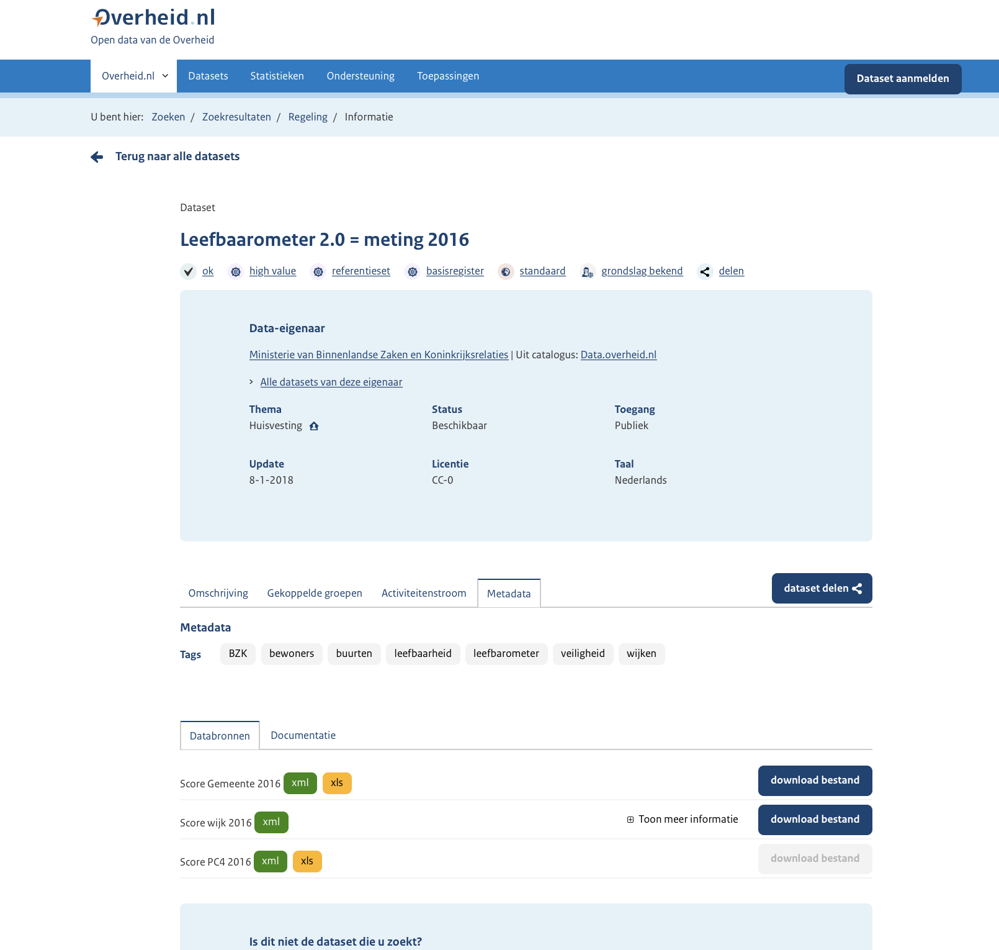 Overheid.nl
Open data van de Overheid
Overheid.nl Datasets Statistieken Ondersteuning Toepassingen Dataset aanmelden
U bent hier: Zoeken / Zoekresultaten / Regeling / Informatie
Terug naar alle datasets
Dataset
Leefbaarometer 2.0 = meting 2016
ok high value referentieset basisregister standaard grondslag bekend delen
Data-eigenaar
Ministerie van Binnenlandse Zaken en Koninkrijksrelaties | Uit catalogus: Data.overheid.nl
Alle datasets van deze eigenaar
Thema Status Toegang
Huisvesting Beschikbaar Publiek
Update Licentie Taal
8-1-2018 CC-0 Nederlands
Omschrijving Gekoppelde groepen Activiteitenstroom Metadata dataset delen
Metadata
Tags BZK bewoners buurten leefbaarheid leefbarometer veiligheid wijken
Databronnen Documentatie
Score Gemeente 2016 xml xls download bestand
Score wijk 2016 xml Toon meer informatie download bestand
Score PC4 2016 xml xls download bestand
Is dit niet de dataset die u zoekt?